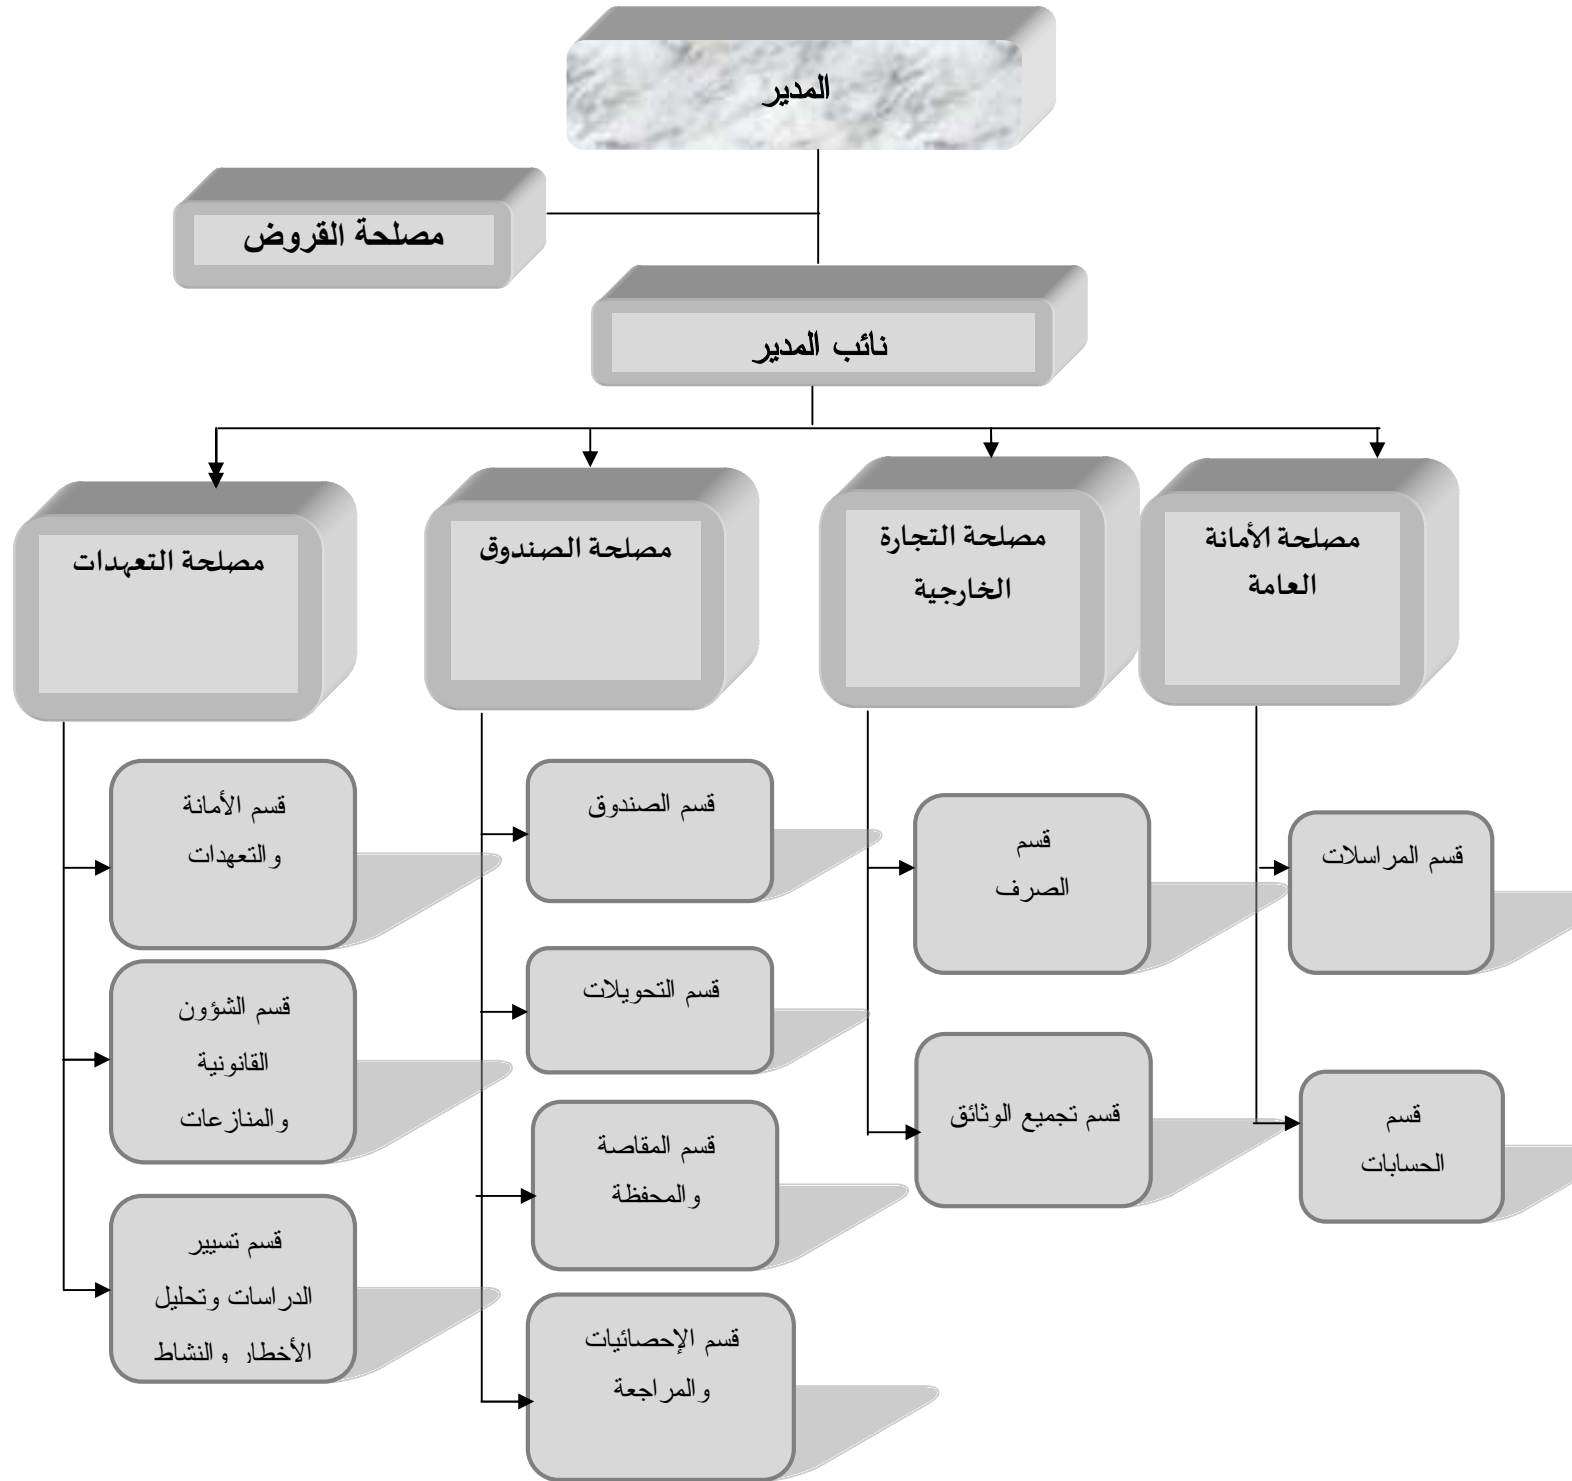 المدير
مصلحة القروض
نائب المدير
مصلحة الأمانة
العامة
مصلحة التجارة
الخارجية
مصلحة الصندوق
مصلحة التعهدات
قسم المراسلات
قسم
الحسابات
قسم
الصرف
قسم تجميع الوثائق
قسم الصندوق
قسم التحويلات
قسم المقاصة
والمحفظة
قسم الإحصائيات
والمراجعة
قسم الأمانة
والتعهدات
قسم الشؤون
القانونية
والمنازعات
قسم تسيير
الدراسات وتحليل
الأخطار والنشاط